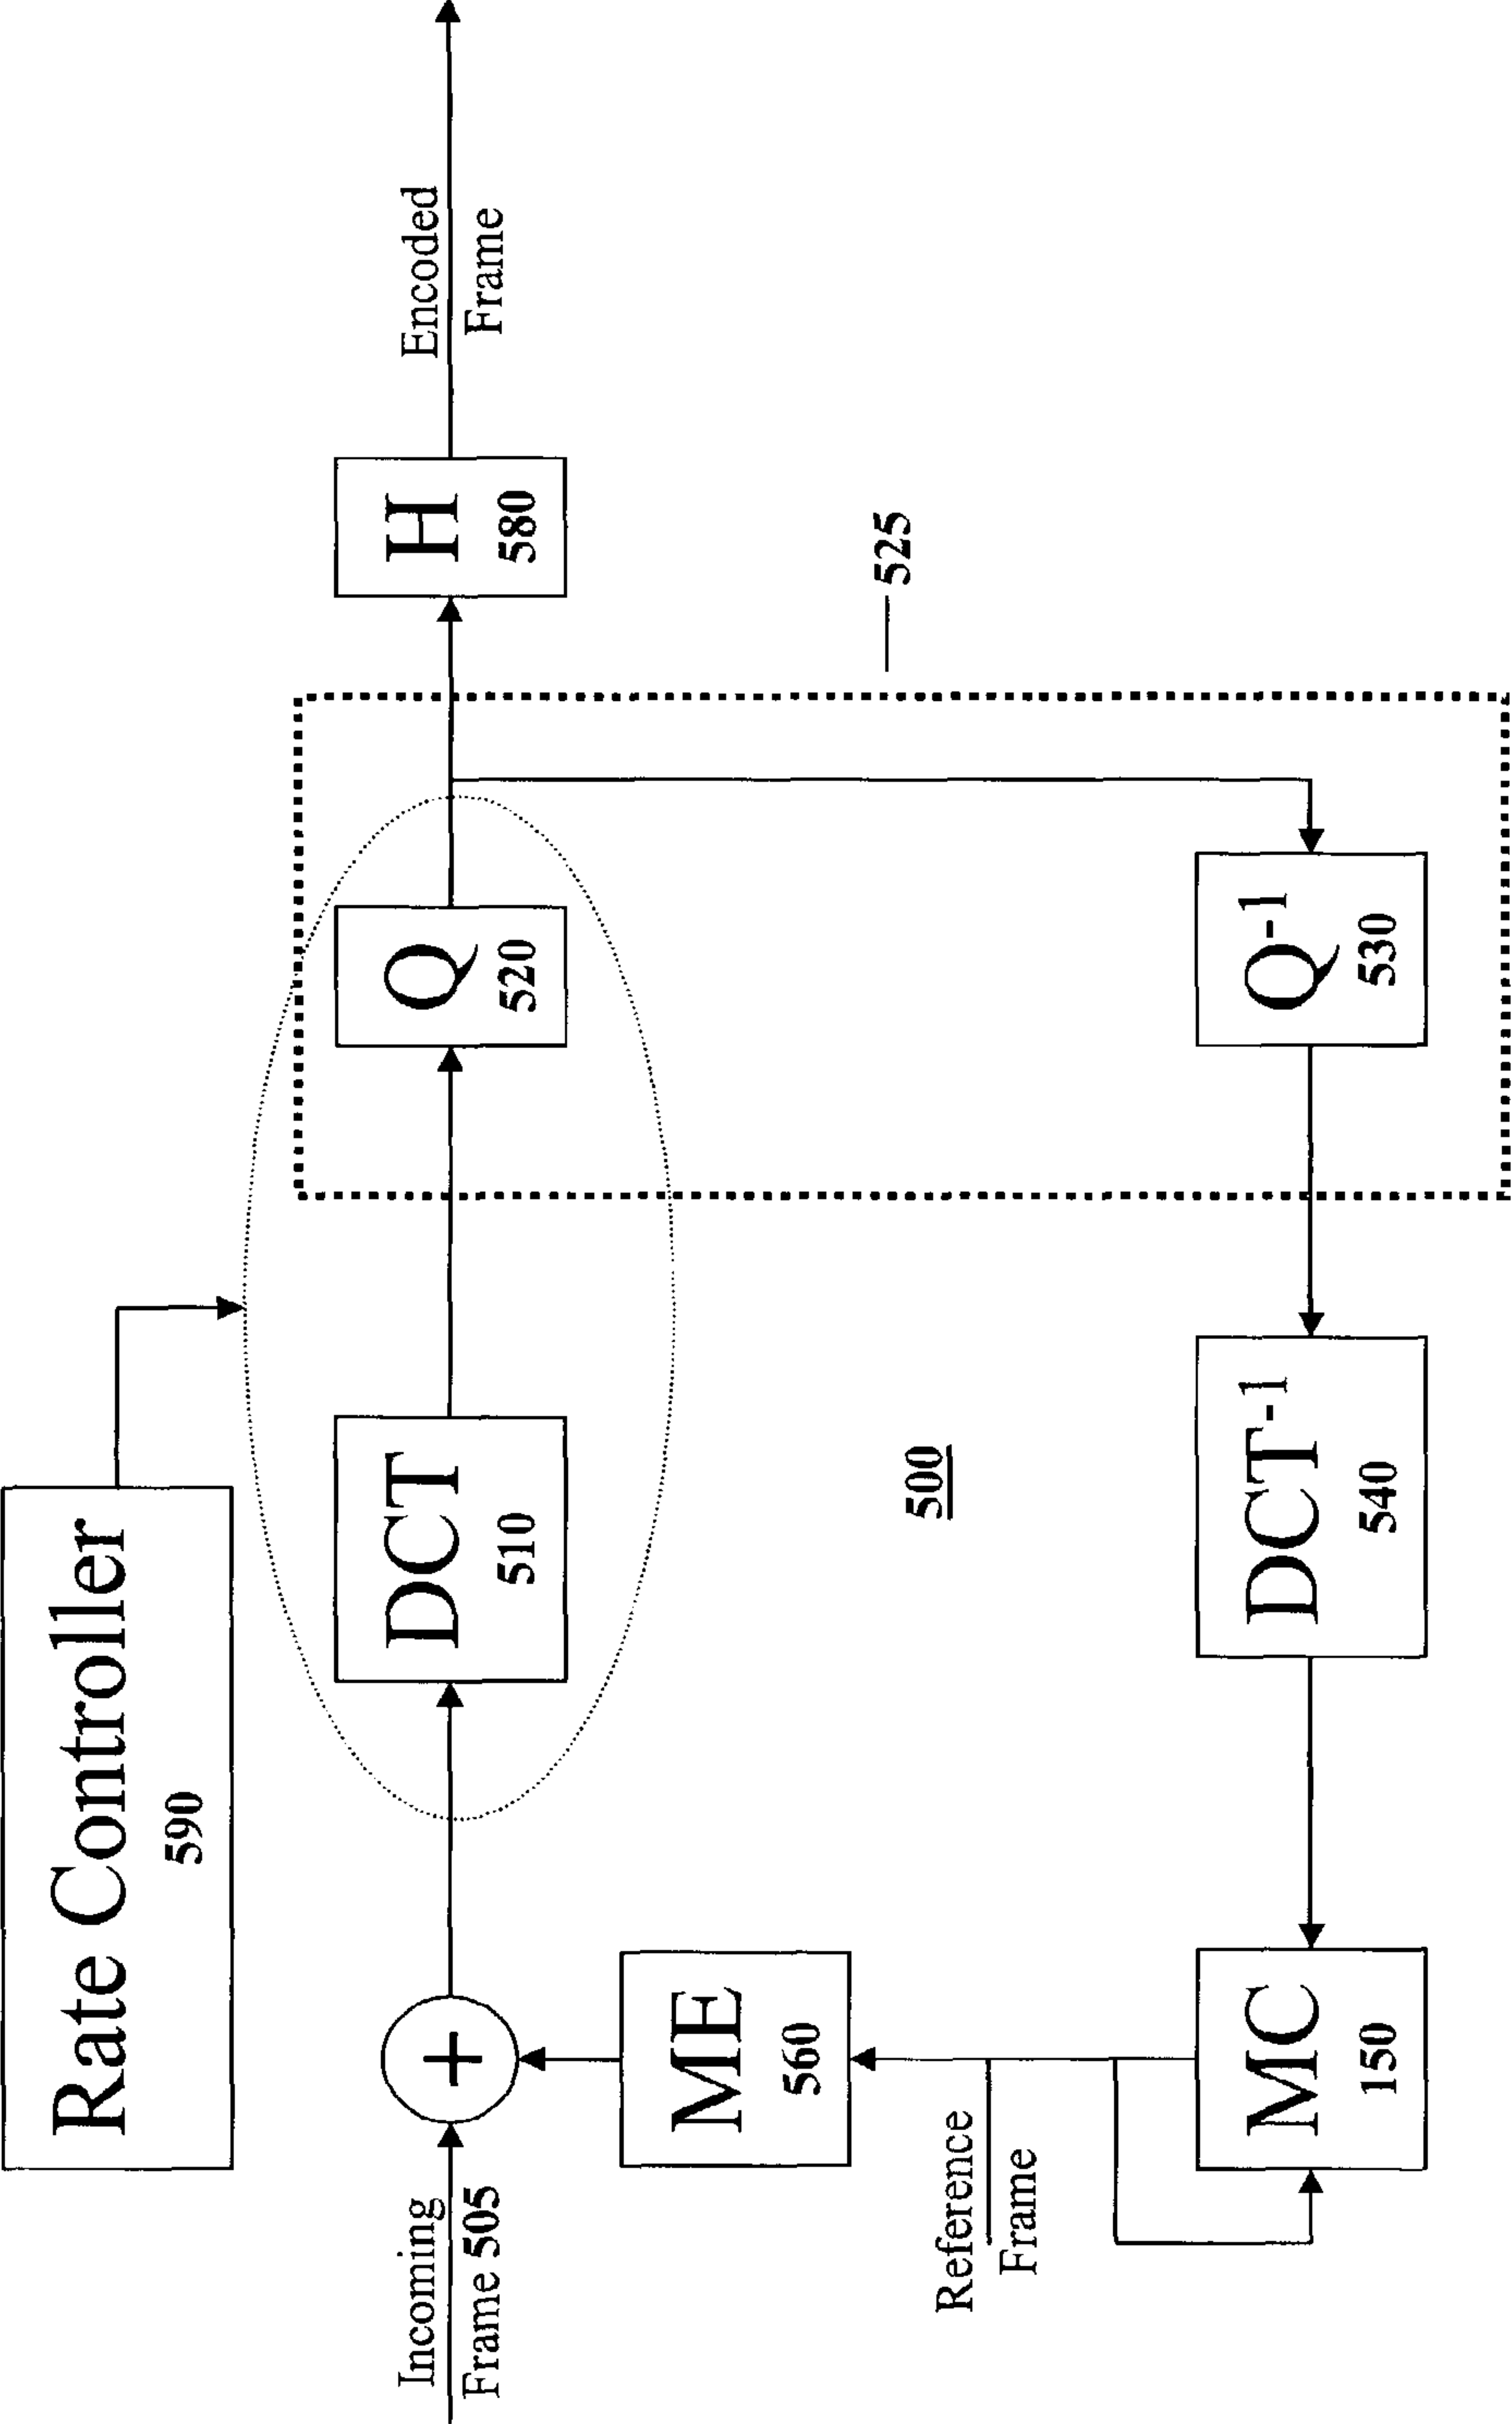 Rate Controller
590
Incoming
Frame 505
+
DCT
510
Q
520
H
580
Encoded
Frame
525
ME
560
500
Reference
Frame
MC
150
DCT-1
540
Q-1
530